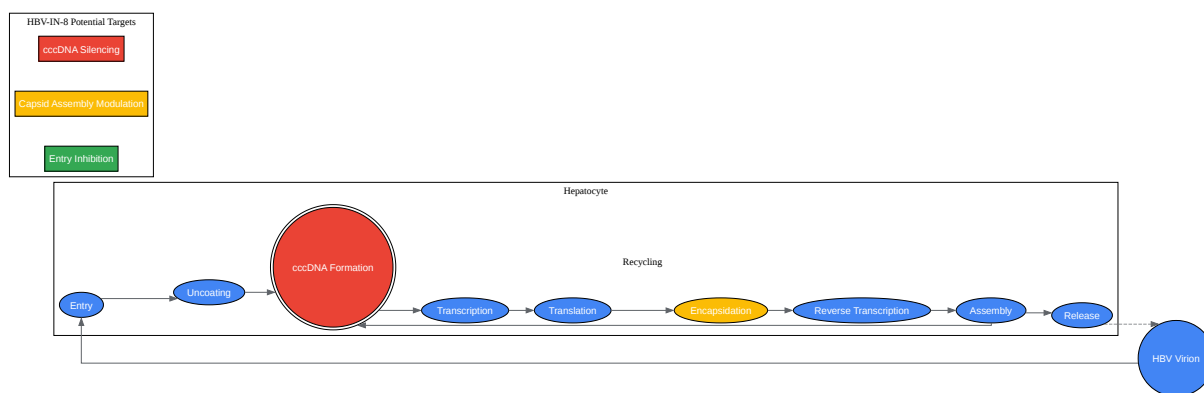 HBV-IN-8 Potential Targets
cccDNA Silencing
Capsid Assembly Modulation
Entry Inhibition
Hepatocyte
cccDNA Formation
Recycling
Uncoating
Entry
Transcription
Translation
Encapsidation
Reverse Transcription
Assembly
Release
HBV Virion